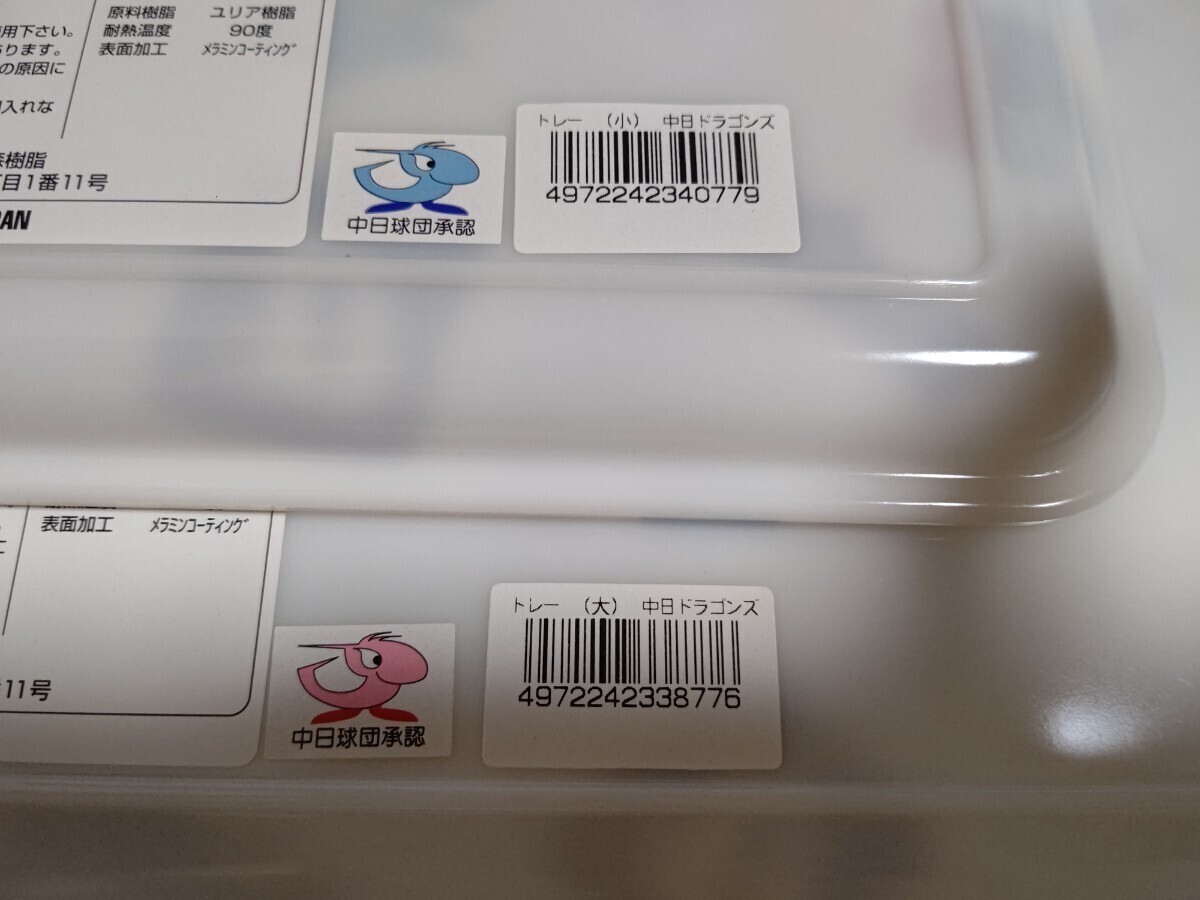 原料樹脂 ユリア樹脂
用下さい。 耐熱温度 90度
ります。 表面加工 メラミンコーティング
の原因に
入れな
樹脂
目1番11号
トレー (小) 中日ドラゴンズ
4972242340779
中日球団承認
表面加工 メラミンコーティング
11号
トレー (大) 中日ドラゴンズ
4972242338776
中日球団承認